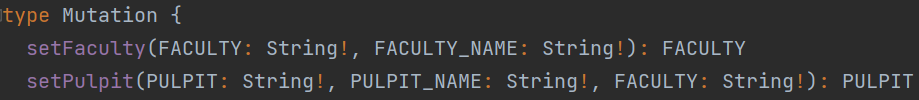 type Mutation {
setFaculty(FACULTY: String!, FACULTY_NAME: String!): FACULTY
setPulpit(PULPIT: String!, PULPIT_NAME: String!, FACULTY: String!): PULPIT